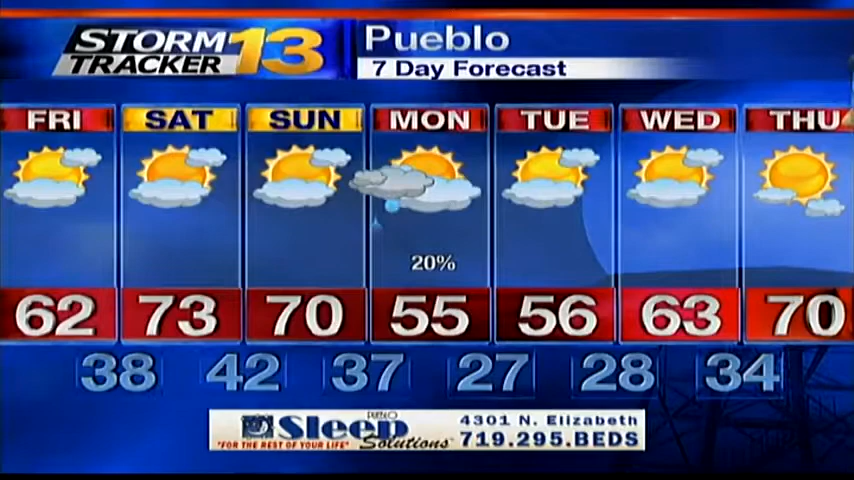 STORM
TRACKER 13
Pueblo
7 Day Forecast
FRI SAT SUN MON TUE WED THU
20%
62 73 70 55 56 63 70
38 42 37 27 28 34
PUEBLO
Sleep
Solutions
"FOR THE REST OF YOUR LIFE"
4301 N. Elizabeth
719.295.BEDS